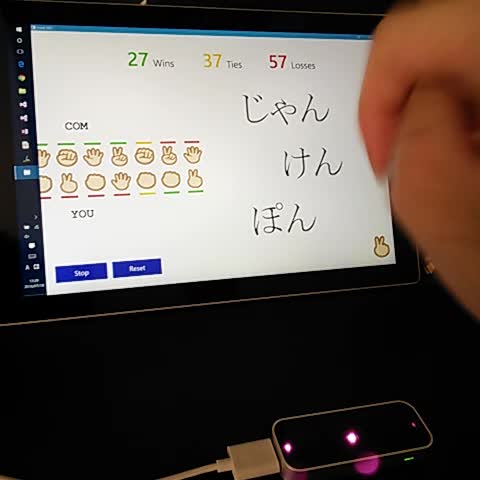 27 Wins 37 Ties 57 Losses
じゃん
COM
けん
YOU
ぽん
Stop Reset